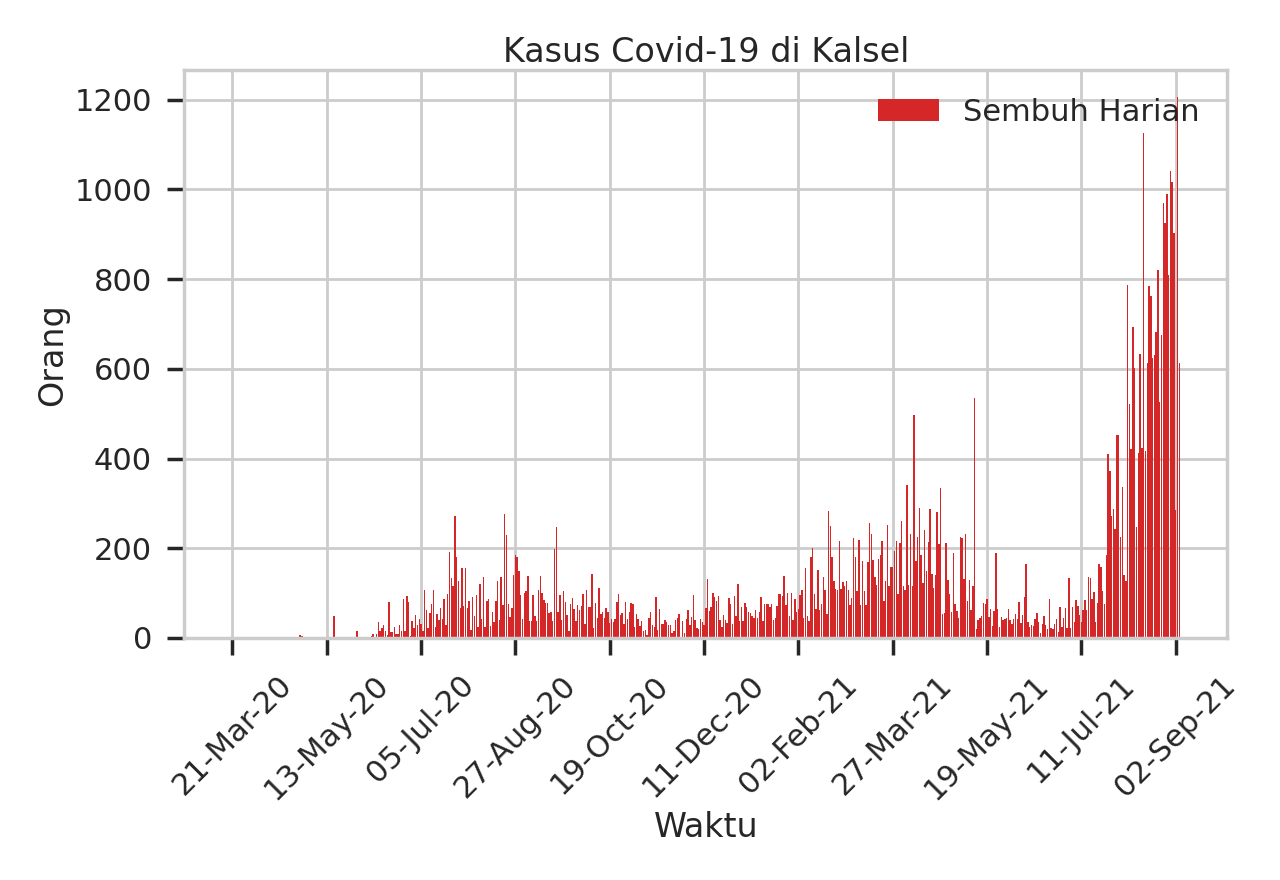 Kasus Covid-19 di Kalsel
Sembuh Harian
1200
1000
800
600
400
200
0
Orang
21-Mar-20
13-May-20
05-Jul-20
27-Aug-20
19-Oct-20
11-Dec-20
02-Feb-21
27-Mar-21
19-May-21
11-Jul-21
02-Sep-21
Waktu